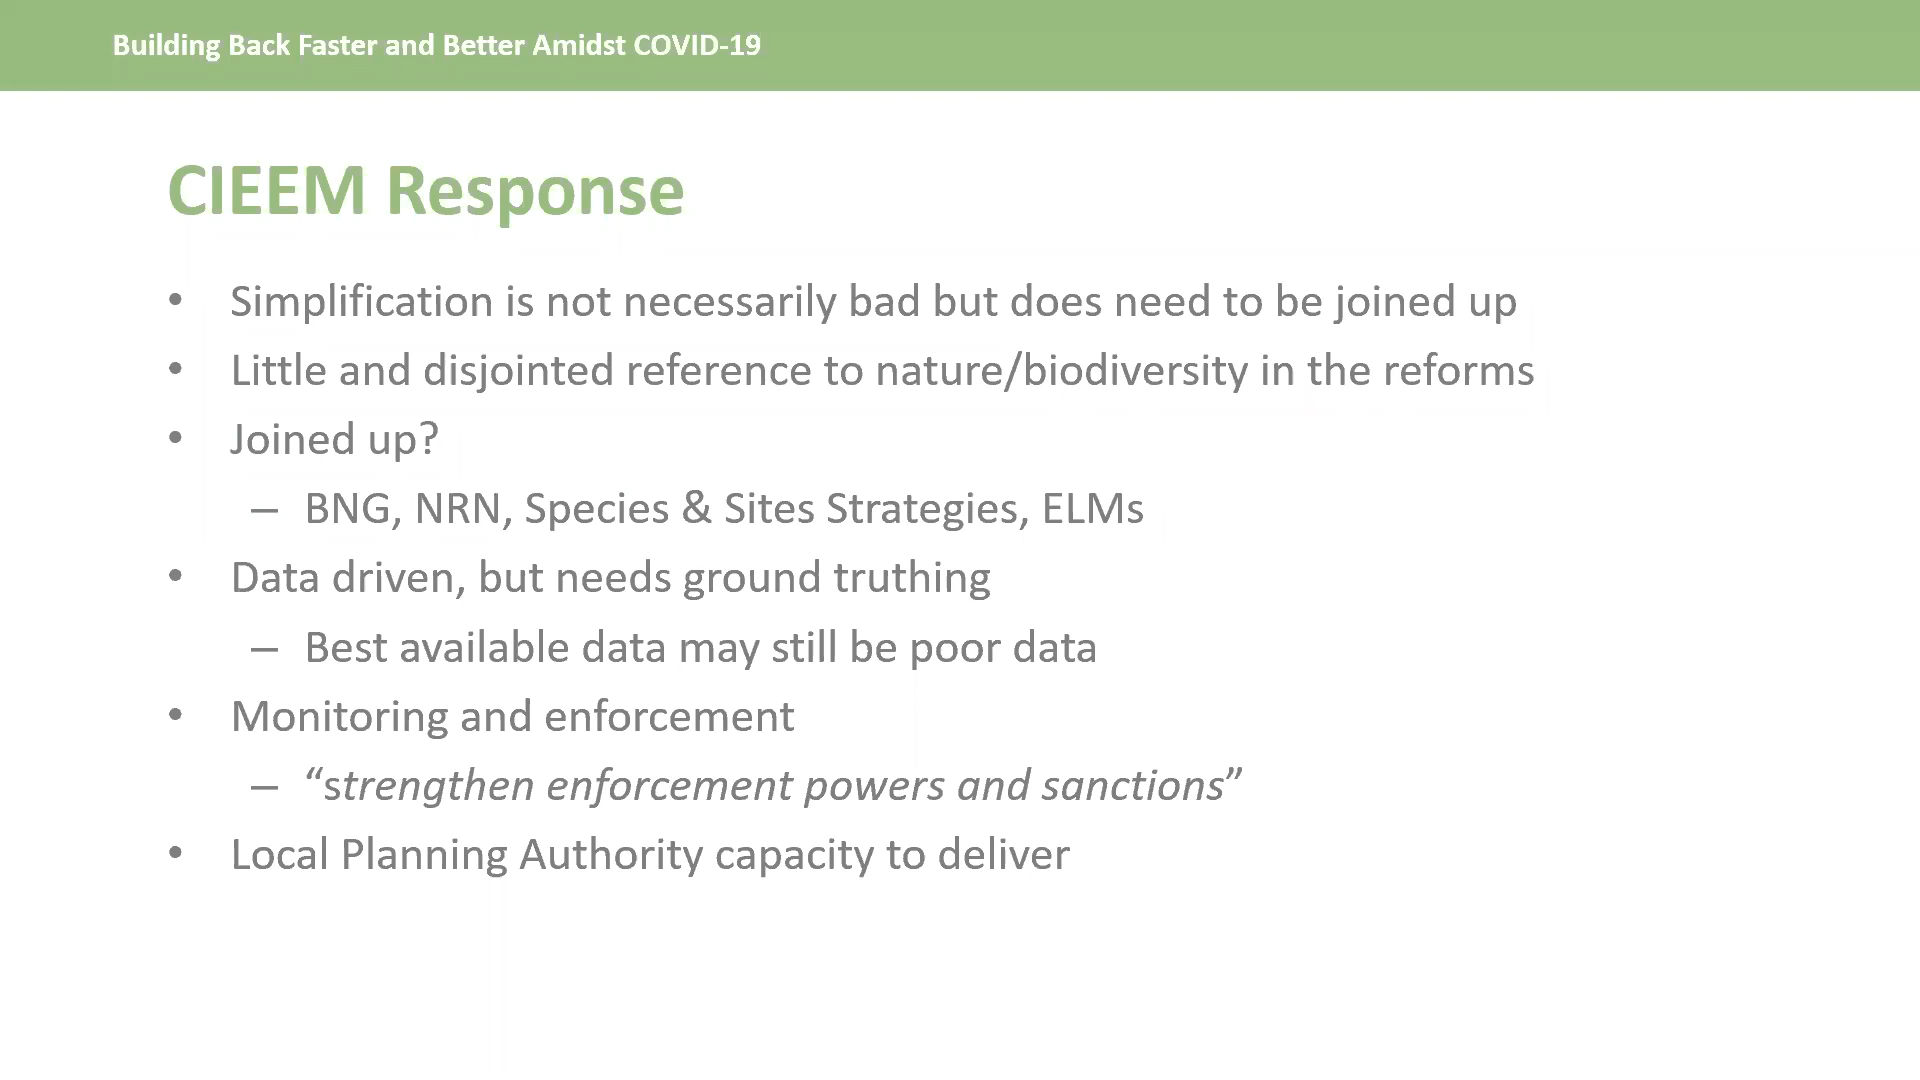 Building Back Faster and Better Amidst COVID-19
CIEEM Response
• Simplification is not necessarily bad but does need to be joined up
• Little and disjointed reference to nature/biodiversity in the reforms
• Joined up?
– BNG, NRN, Species & Sites Strategies, ELMs
• Data driven, but needs ground truthing
– Best available data may still be poor data
• Monitoring and enforcement
– “strengthen enforcement powers and sanctions”
• Local Planning Authority capacity to deliver